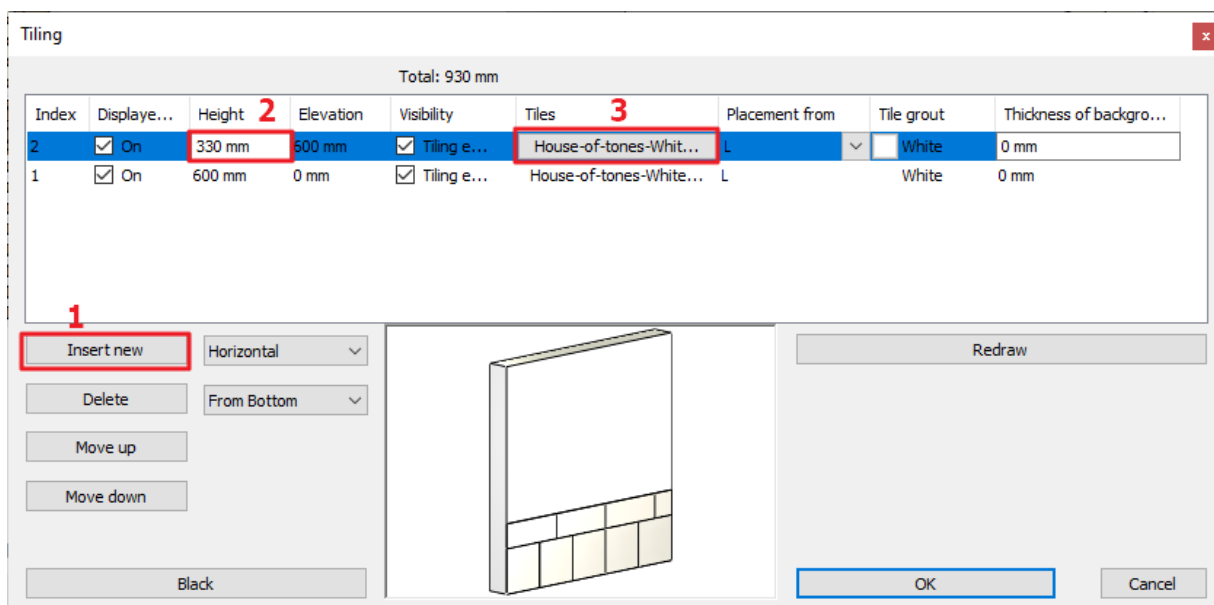 Tiling
x
Total: 930 mm
Index Displaye... Height 2 Elevation Visibility Tiles 3 Placement from Tile grout Thickness of backgro...
2 On 330 mm 600 mm Tiling e... House-of-tones-Whit... L White 0 mm
1 On 600 mm 0 mm Tiling e... House-of-tones-White... L White 0 mm
1
Insert new Horizontal Redraw
Delete From Bottom
Move up
Move down
Black OK Cancel